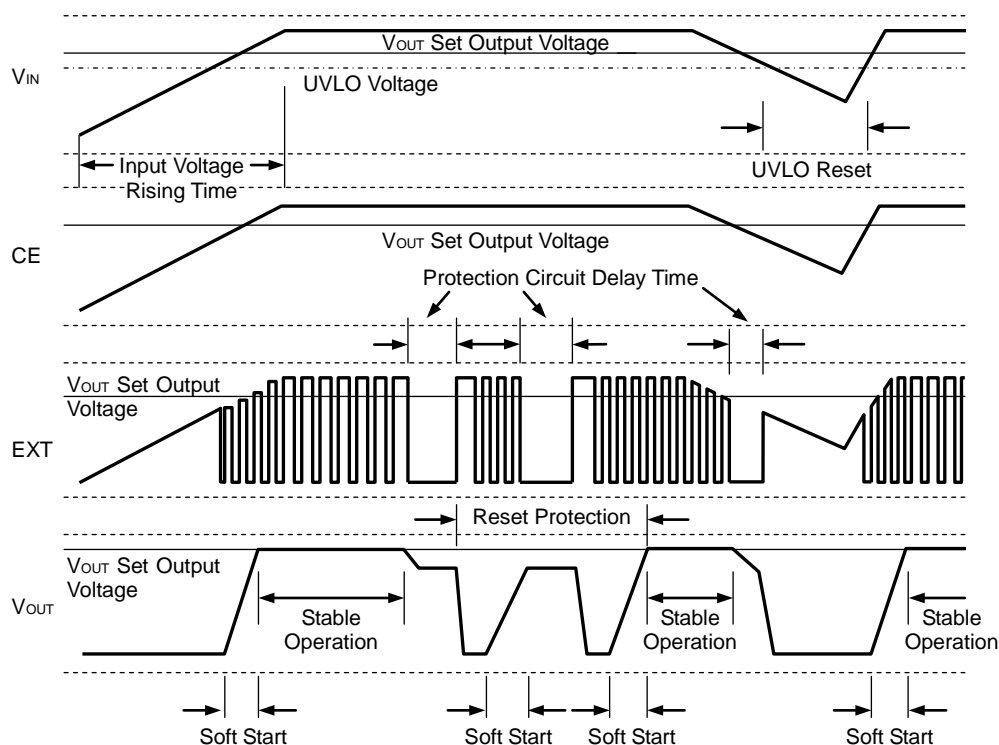 VOUT Set Output Voltage
VIN
UVLO Voltage
Input Voltage
Rising Time
UVLO Reset
VOUT Set Output Voltage
CE
Protection Circuit Delay Time
VOUT Set Output
Voltage
EXT
Reset Protection
VOUT Set Output
Voltage
VOUT
Stable
Operation
Stable
Operation
Stable
Operation
Soft Start
Soft Start
Soft Start
Soft Start